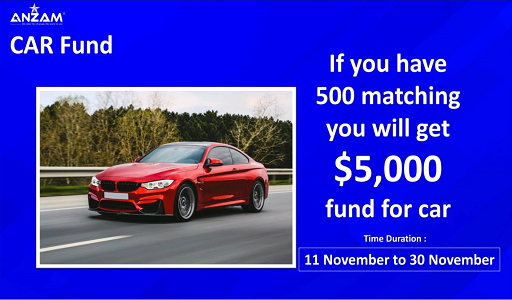 ANZAM
CAR Fund
If you have
500 matching
you will get
$5,000
fund for car
Time Duration :
11 November to 30 November